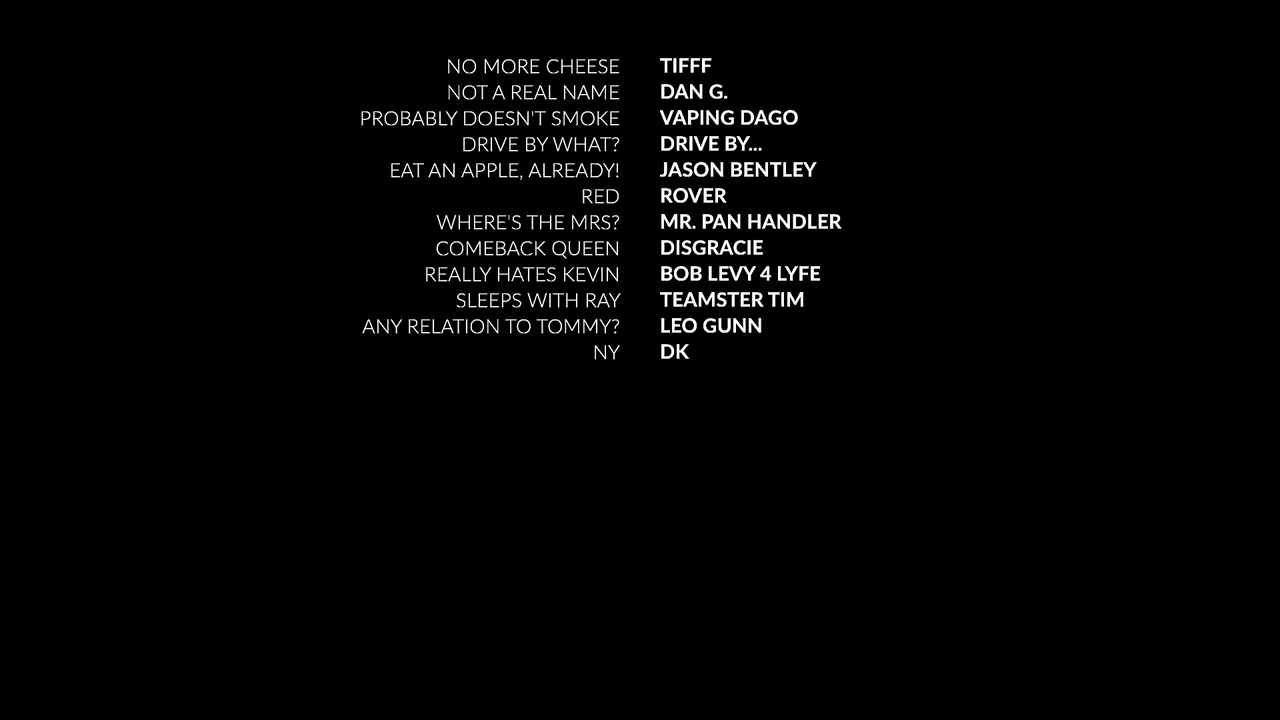 NO MORE CHEESE TIFFF
NOT A REAL NAME DAN G.
PROBABLY DOESN'T SMOKE VAPING DAGO
DRIVE BY WHAT? DRIVE BY...
EAT AN APPLE, ALREADY! JASON BENTLEY
RED ROVER
WHERE'S THE MRS? MR. PAN HANDLER
COMEBACK QUEEN DISGRACIE
REALLY HATES KEVIN BOB LEVY 4 LYFE
SLEEPS WITH RAY TEAMSTER TIM
ANY RELATION TO TOMMY? LEO GUNN
NY DK